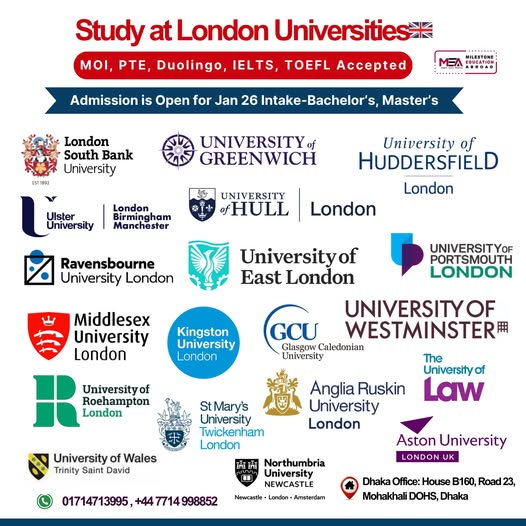 Study at London Universities
MOI, PTE, Duolingo, IELTS, TOEFL Accepted
MEA MILESTONE
EDUCATION
ABROAD
Admission is Open for Jan 26 Intake-Bachelor's, Master's
London
South Bank
University
EST 1892
UNIVERSITY of
GREENWICH
University of
HUDDERSFIELD
London
Ulster
University
London
Birmingham
Manchester
UNIVERSITY
of HULL
London
Ravensbourne
University London
University of
East London
UNIVERSITY OF
PORTSMOUTH
LONDON
Middlesex
University
London
Kingston
University
London
GCU
Glasgow Caledonian
University
UNIVERSITY OF
WESTMINSTER
University of
Roehampton
London
St Mary's
University
Twickenham
London
Anglia Ruskin
University
London
The
University of
Law
Aston University
LONDON UK
University of Wales
Trinity Saint David
Northumbria
University
NEWCASTLE
Newcastle • London • Amsterdam
Dhaka Office: House B160, Road 23,
Mohakhali DOHS, Dhaka
01714713995 , +44 7714 998852